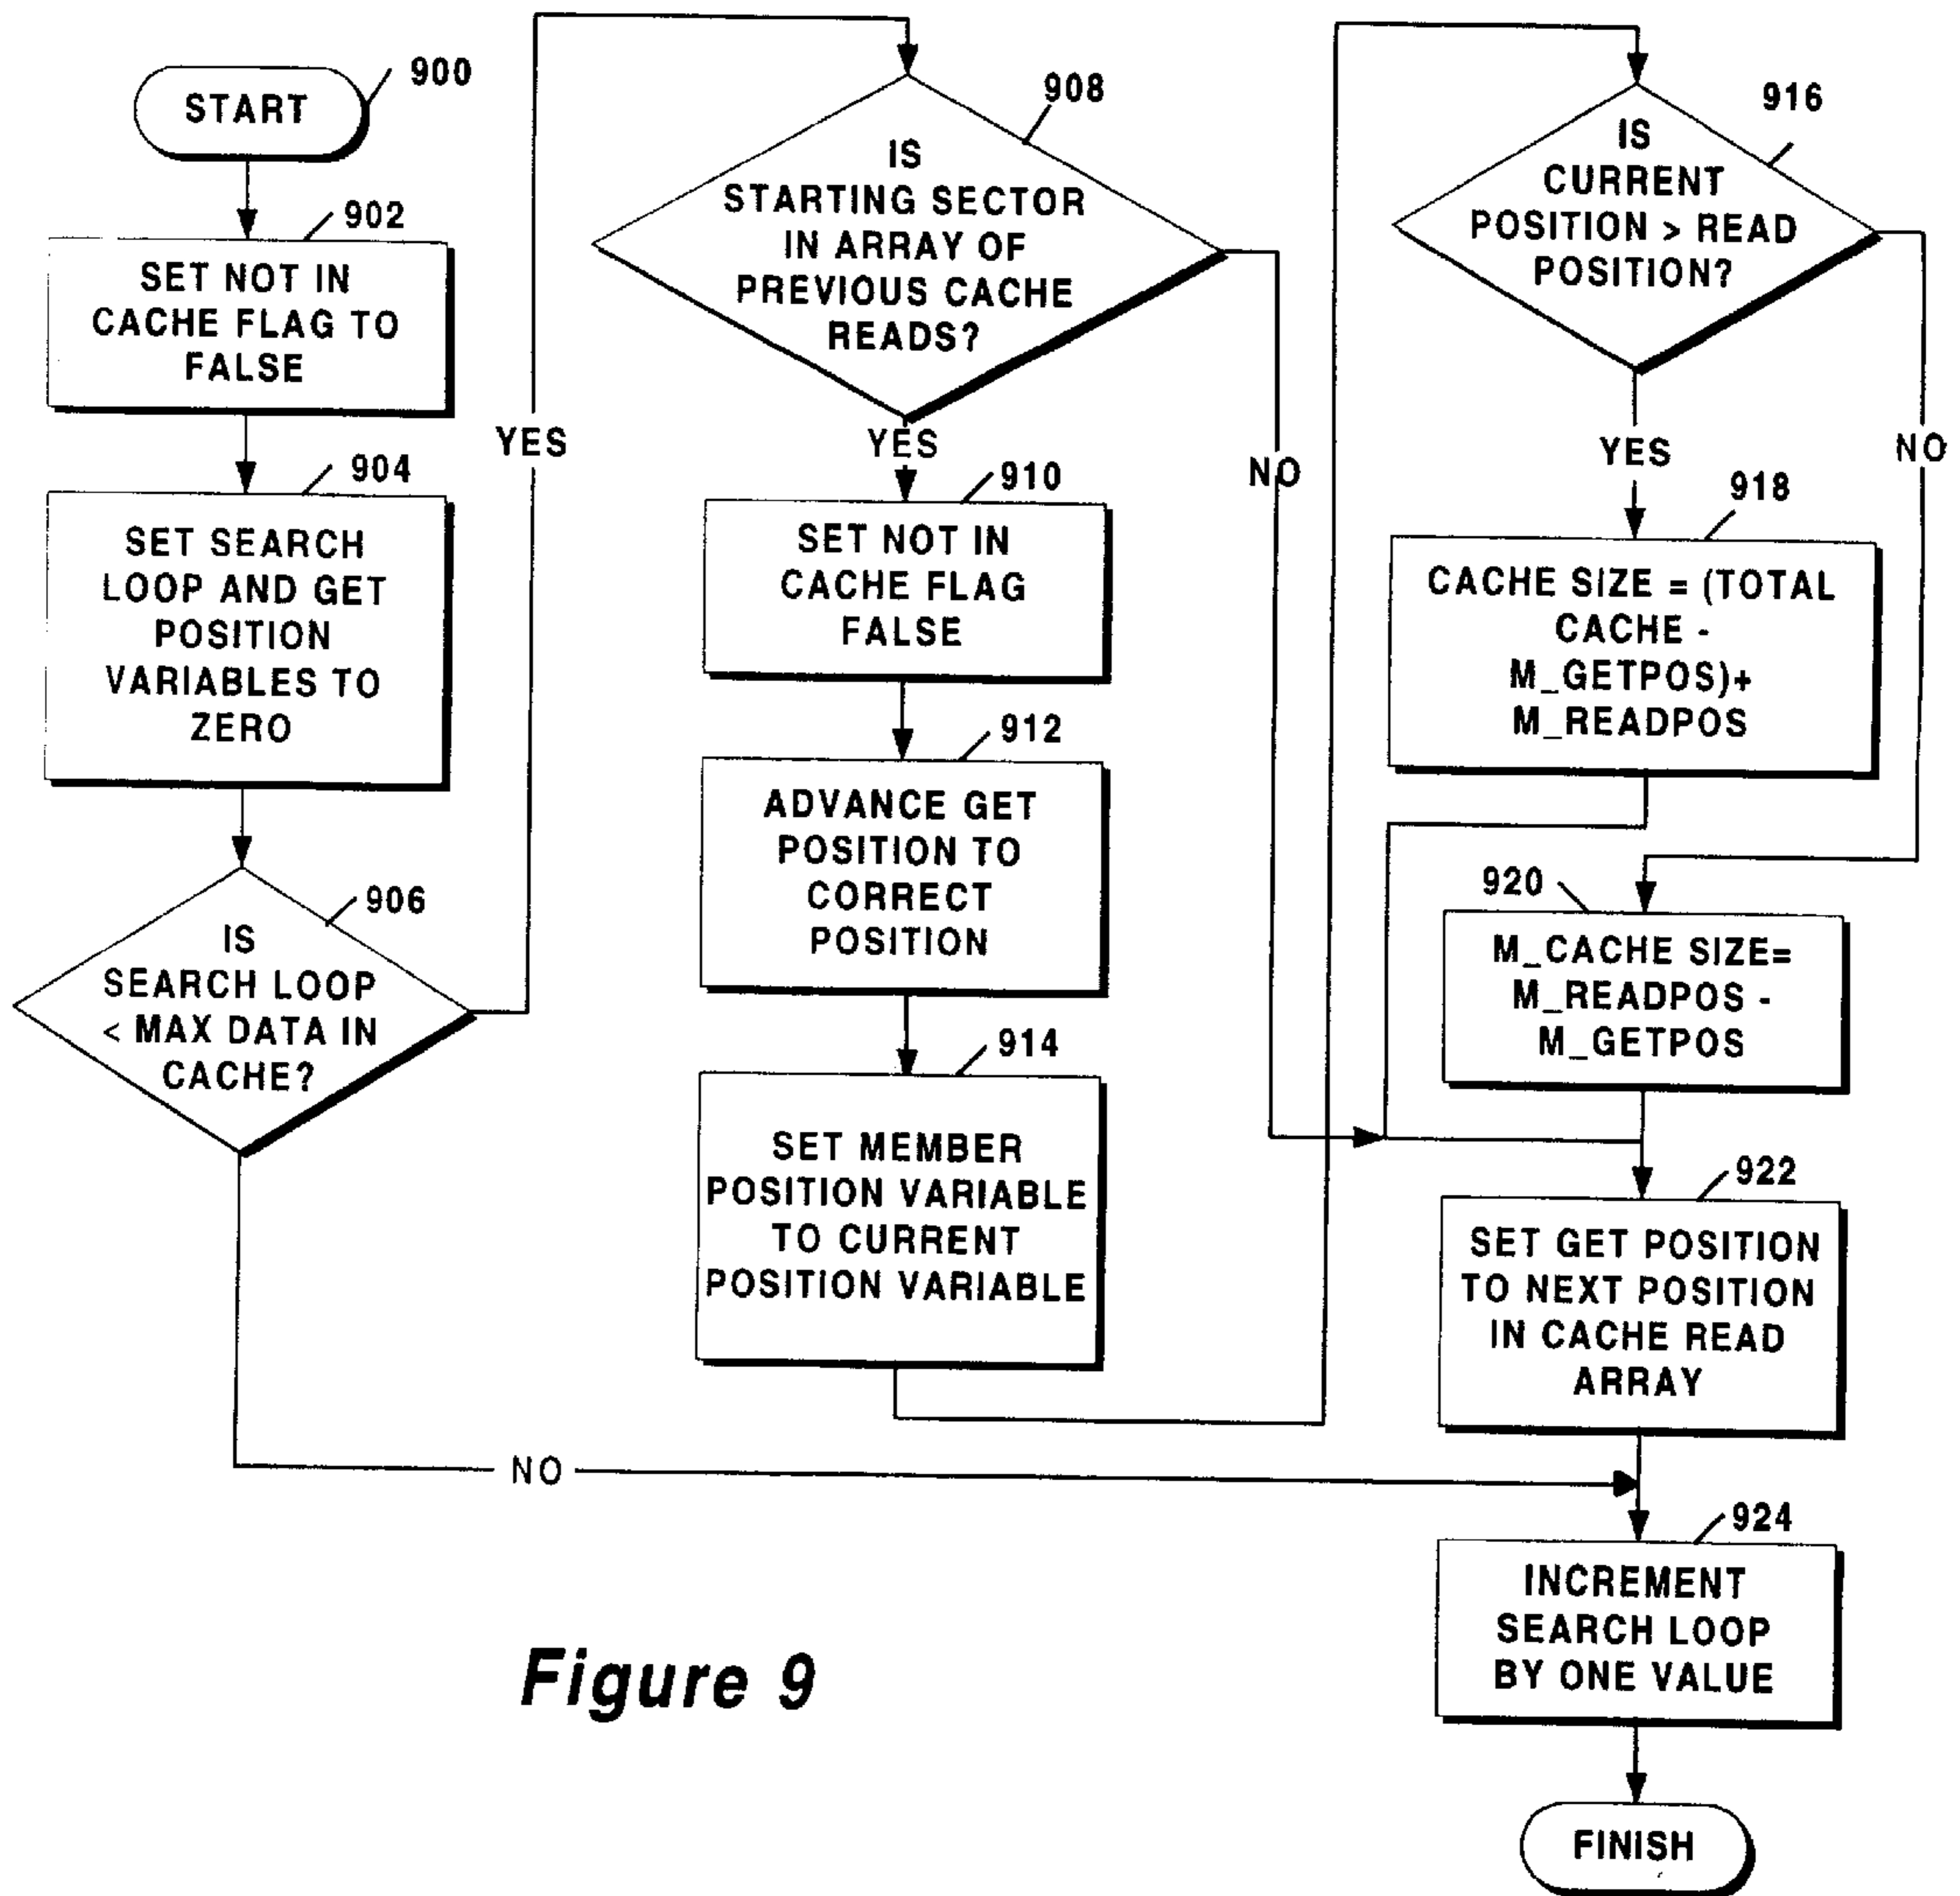 900
START
902
SET NOT IN
CACHE FLAG TO
FALSE
904
SET SEARCH
LOOP AND GET
POSITION
VARIABLES TO
ZERO
906
IS
SEARCH LOOP
< MAX DATA IN
CACHE?
YES
NO
908
IS
STARTING SECTOR
IN ARRAY OF
PREVIOUS CACHE
READS?
YES
NO
910
SET NOT IN
CACHE FLAG
FALSE
912
ADVANCE GET
POSITION TO
CORRECT
POSITION
914
SET MEMBER
POSITION VARIABLE
TO CURRENT
POSITION VARIABLE
916
IS
CURRENT
POSITION > READ
POSITION?
YES
NO
918
CACHE SIZE = (TOTAL
CACHE -
M_GETPOS)+
M_READPOS
920
M_CACHE SIZE=
M_READPOS -
M_GETPOS
922
SET GET POSITION
TO NEXT POSITION
IN CACHE READ
ARRAY
924
INCREMENT
SEARCH LOOP
BY ONE VALUE
FINISH
Figure 9